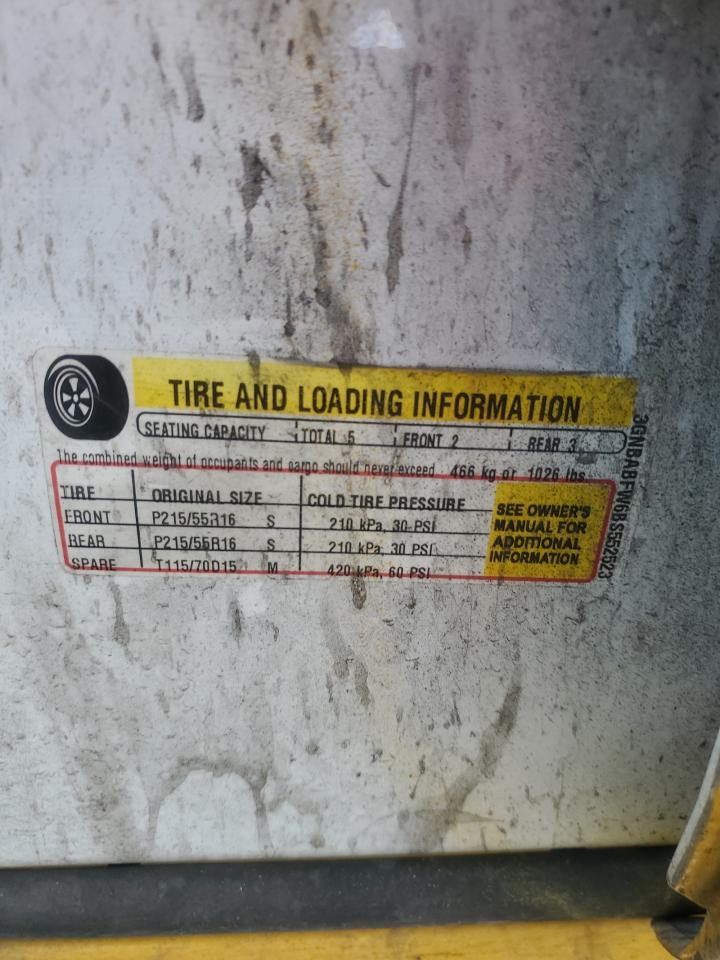 TIRE AND LOADING INFORMATION
SEATING CAPACITY TOTAL 5 FRONT 2 REAR 3
The combined weight of occupants and cargo should never exceed 466 kg or 1026 lbs.
TIRE ORIGINAL SIZE COLD TIRE PRESSURE
FRONT P215/55R16 S 210 kPa, 30 PSI
REAR P215/55R16 S 210 kPa, 30 PSI
SPARE T115/70D15 M 420 kPa, 60 PSI
SEE OWNER'S
MANUAL FOR
ADDITIONAL
INFORMATION
3GNBABFW6BS552523